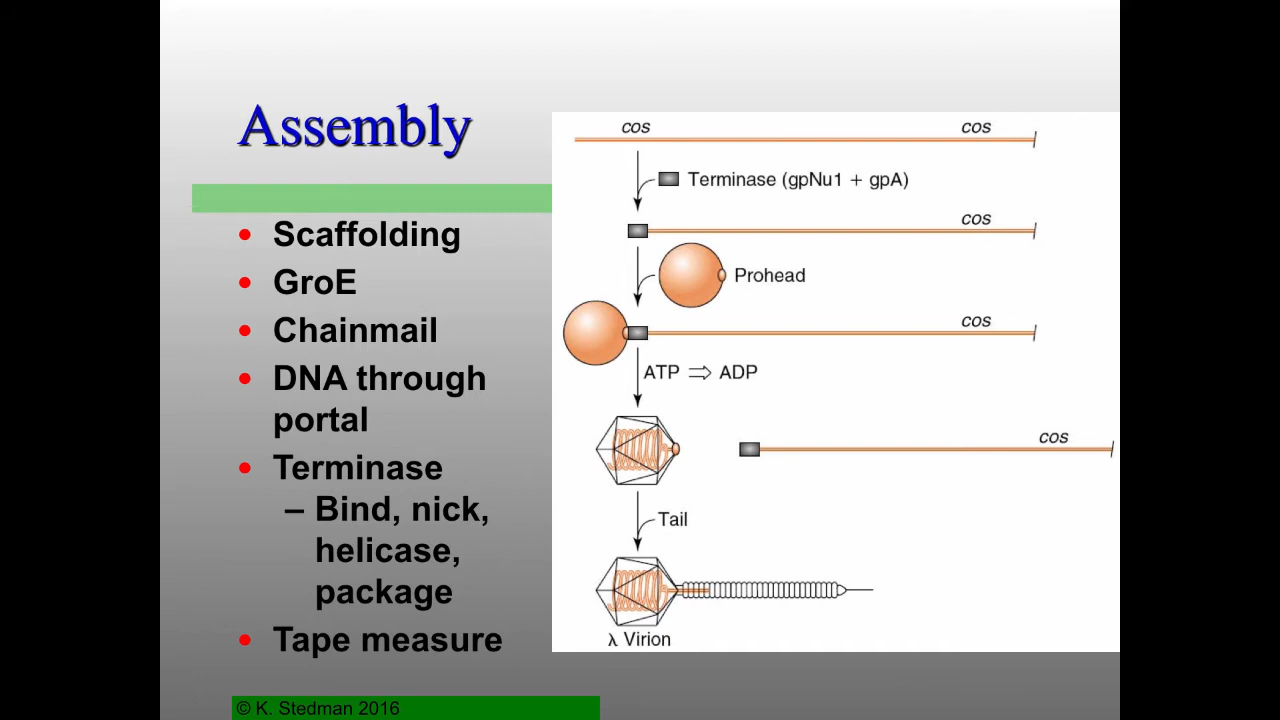 Assembly
• Scaffolding
• GroE
• Chainmail
• DNA through
portal
• Terminase
– Bind, nick,
helicase,
package
• Tape measure
cos cos
Terminase (gpNu1 + gpA)
cos
Prohead
cos
ATP ⇒ ADP
cos
Tail
λ Virion
© K. Stedman 2016